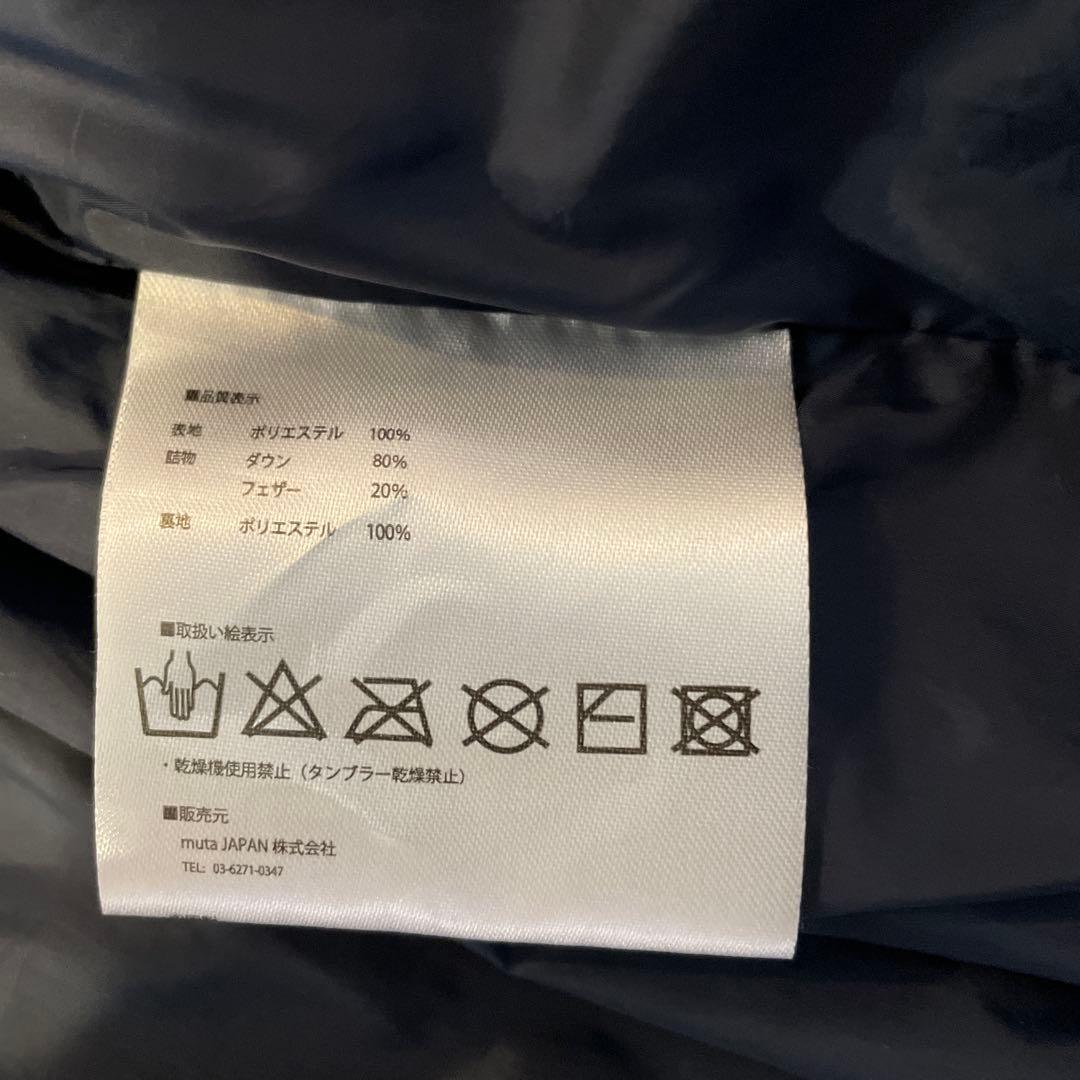 ■品質表示
表地 ポリエステル 100%
詰物 ダウン 80%
フェザー 20%
裏地 ポリエステル 100%
■取扱い絵表示
・乾燥機使用禁止（タンブラー乾燥禁止）
■販売元
muta JAPAN 株式会社
TEL: 03-6271-0347